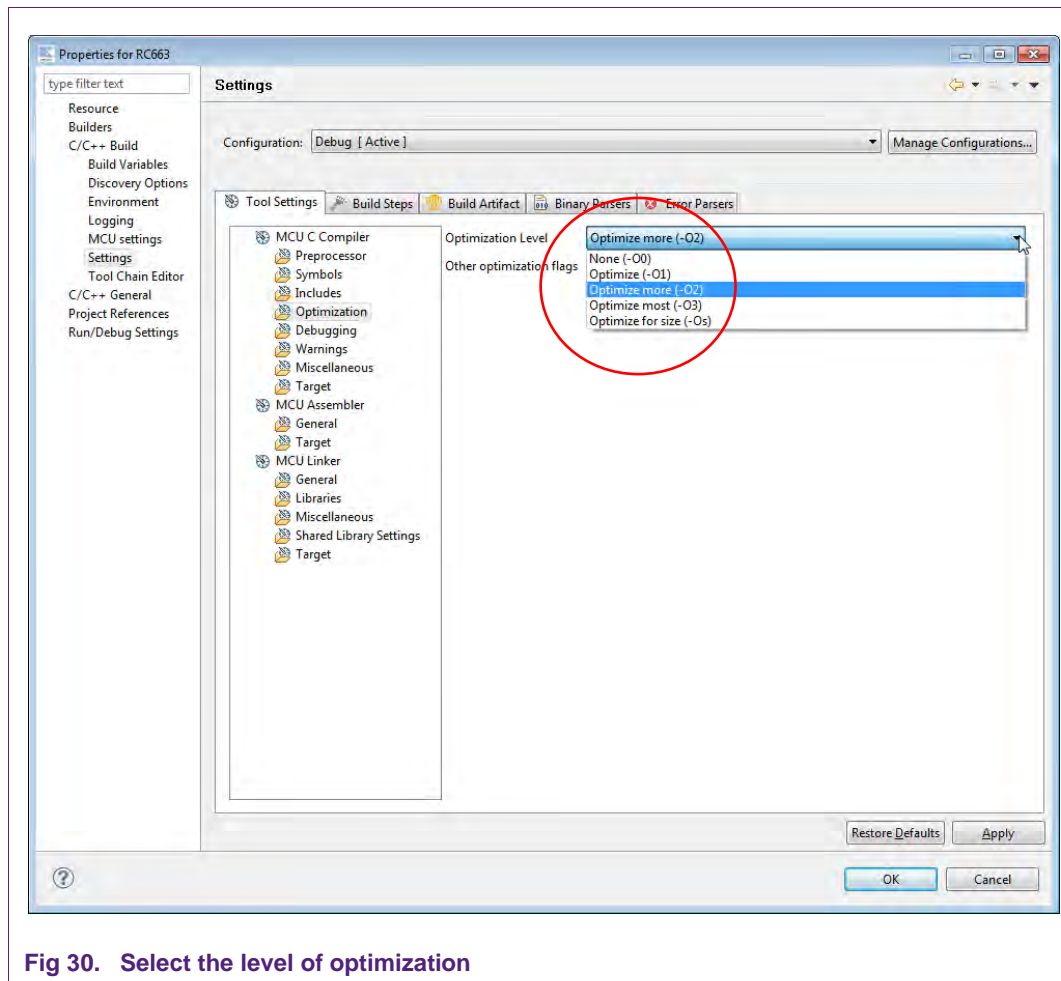 Properties for RC663
type filter text
Settings
Resource
Builders
C/C++ Build
Build Variables
Discovery Options
Environment
Logging
MCU settings
Settings
Tool Chain Editor
C/C++ General
Project References
Run/Debug Settings
Configuration: Debug [ Active ]
Manage Configurations...
Tool Settings Build Steps Build Artifact Binary Parsers Error Parsers
MCU C Compiler
Preprocessor
Symbols
Includes
Optimization
Debugging
Warnings
Miscellaneous
Target
MCU Assembler
General
Target
MCU Linker
General
Libraries
Miscellaneous
Shared Library Settings
Target
Optimization Level Optimize more (-O2)
Other optimization flags
None (-O0)
Optimize (-O1)
Optimize more (-O2)
Optimize most (-O3)
Optimize for size (-Os)
Restore Defaults Apply
? OK Cancel
Fig 30. Select the level of optimization